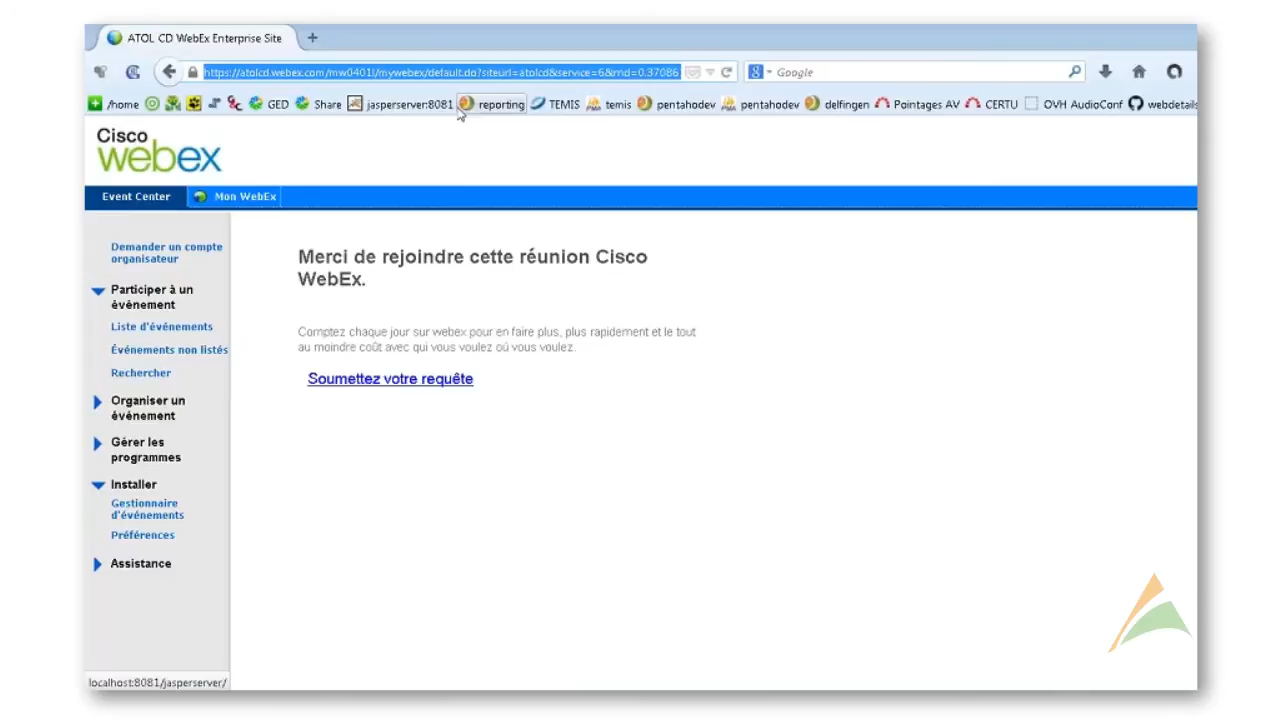 ATOL CD WebEx Enterprise Site
https://atolcd.webex.com/mw0401l/mywebex/default.do?siteurl=atolcd&service=6&rnd=0.37086
Google
/home GED Share jasperserver:8081 reporting TEMIS temis pentahodev pentahodev delfingen Pointages AV CERTU OVH AudioConf webdetails
Cisco
webex
Event Center Mon WebEx
Demander un compte
organisateur
Participer à un
événement
Liste d'événements
Événements non listés
Rechercher
Organiser un
événement
Gérer les
programmes
Installer
Gestionnaire
d'événements
Préférences
Assistance
Merci de rejoindre cette réunion Cisco
WebEx.
Comptez chaque jour sur webex pour en faire plus, plus rapidement et le tout
au moindre coût avec qui vous voulez où vous voulez.
Soumettez votre requête
localhost:8081/jasperserver/